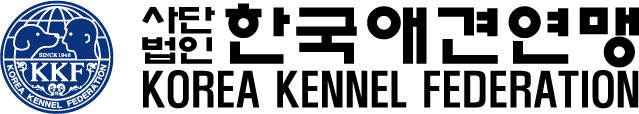 SINCE 1948
KKF
KOREA KENNEL FEDERATION
사단
법인
한국애견연맹
KOREA KENNEL FEDERATION